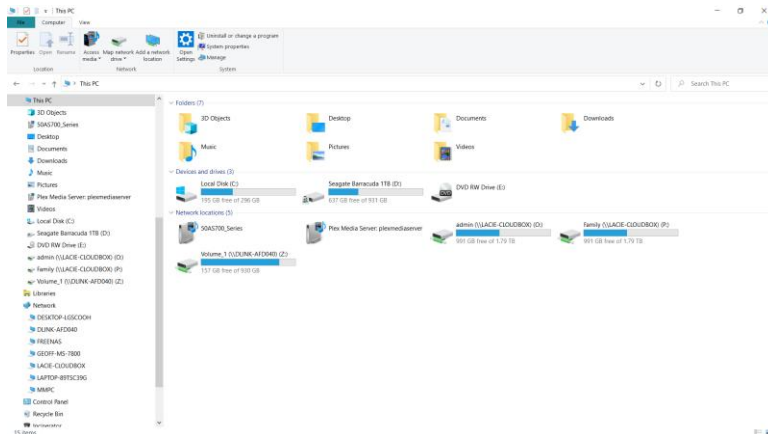 This PC
File Computer View
Properties Open Rename Access media Map network drive Add a network location Open Settings Uninstall or change a program
System properties
Manage
Location Network System
This PC Search This PC
This PC
3D Objects
50AS700_Series
Desktop
Documents
Downloads
Music
Pictures
Plex Media Server: plexmediaserver
Videos
Local Disk (C:)
Seagate Barracuda 1TB (D:)
DVD RW Drive (E:)
admin (\\LACIE-CLOUDBOX) (O:)
Family (\\LACIE-CLOUDBOX) (P:)
Volume_1 (\\DLINK-AFD040) (Z:)
Libraries
Network
DESKTOP-LGSCOOH
DLINK-AFD040
FREENAS
GEOFF-MS-7800
LACIE-CLOUDBOX
LAPTOP-89TSC39G
MMPC
Control Panel
Recycle Bin
Incinerator
15 items
Folders (7)
3D Objects Desktop Documents Downloads
Music Pictures Videos
Devices and drives (3)
Local Disk (C:) Seagate Barracuda 1TB (D:) DVD RW Drive (E:)
195 GB free of 296 GB 637 GB free of 931 GB
Network locations (5)
50AS700_Series Plex Media Server: plexmediaserver admin (\\LACIE-CLOUDBOX) (O:) Family (\\LACIE-CLOUDBOX) (P:)
991 GB free of 1.79 TB 991 GB free of 1.79 TB
Volume_1 (\\DLINK-AFD040) (Z:)
157 GB free of 930 GB